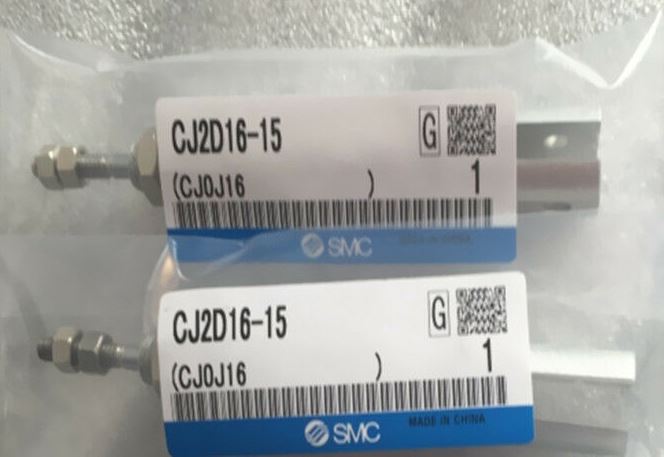 CJ2D16-15 G
(CJ0J16 ) 1
SMC MADE IN CHINA
CJ2D16-15 G
(CJ0J16 ) 1
SMC MADE IN CHINA